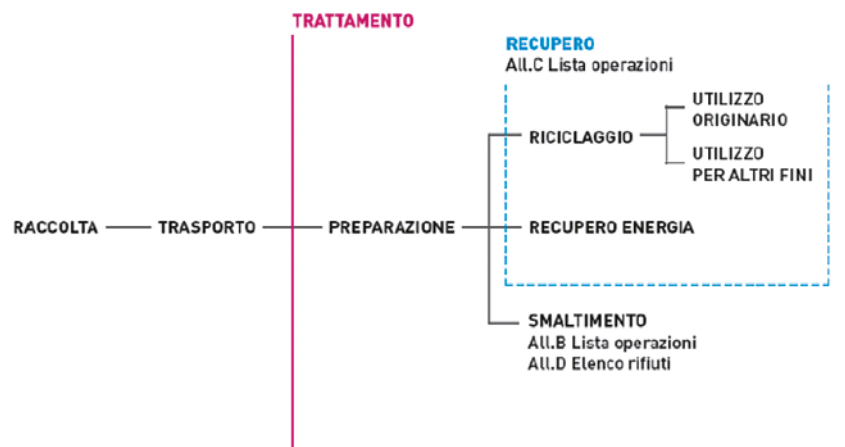 TRATTAMENTO
RECUPERO
All.C Lista operazioni
UTILIZZO
ORIGINARIO
RICICLAGGIO
UTILIZZO
PER ALTRI FINI
RACCOLTA
TRASPORTO
PREPARAZIONE
RECUPERO ENERGIA
SMALTIMENTO
All.B Lista operazioni
All.D Elenco rifiuti